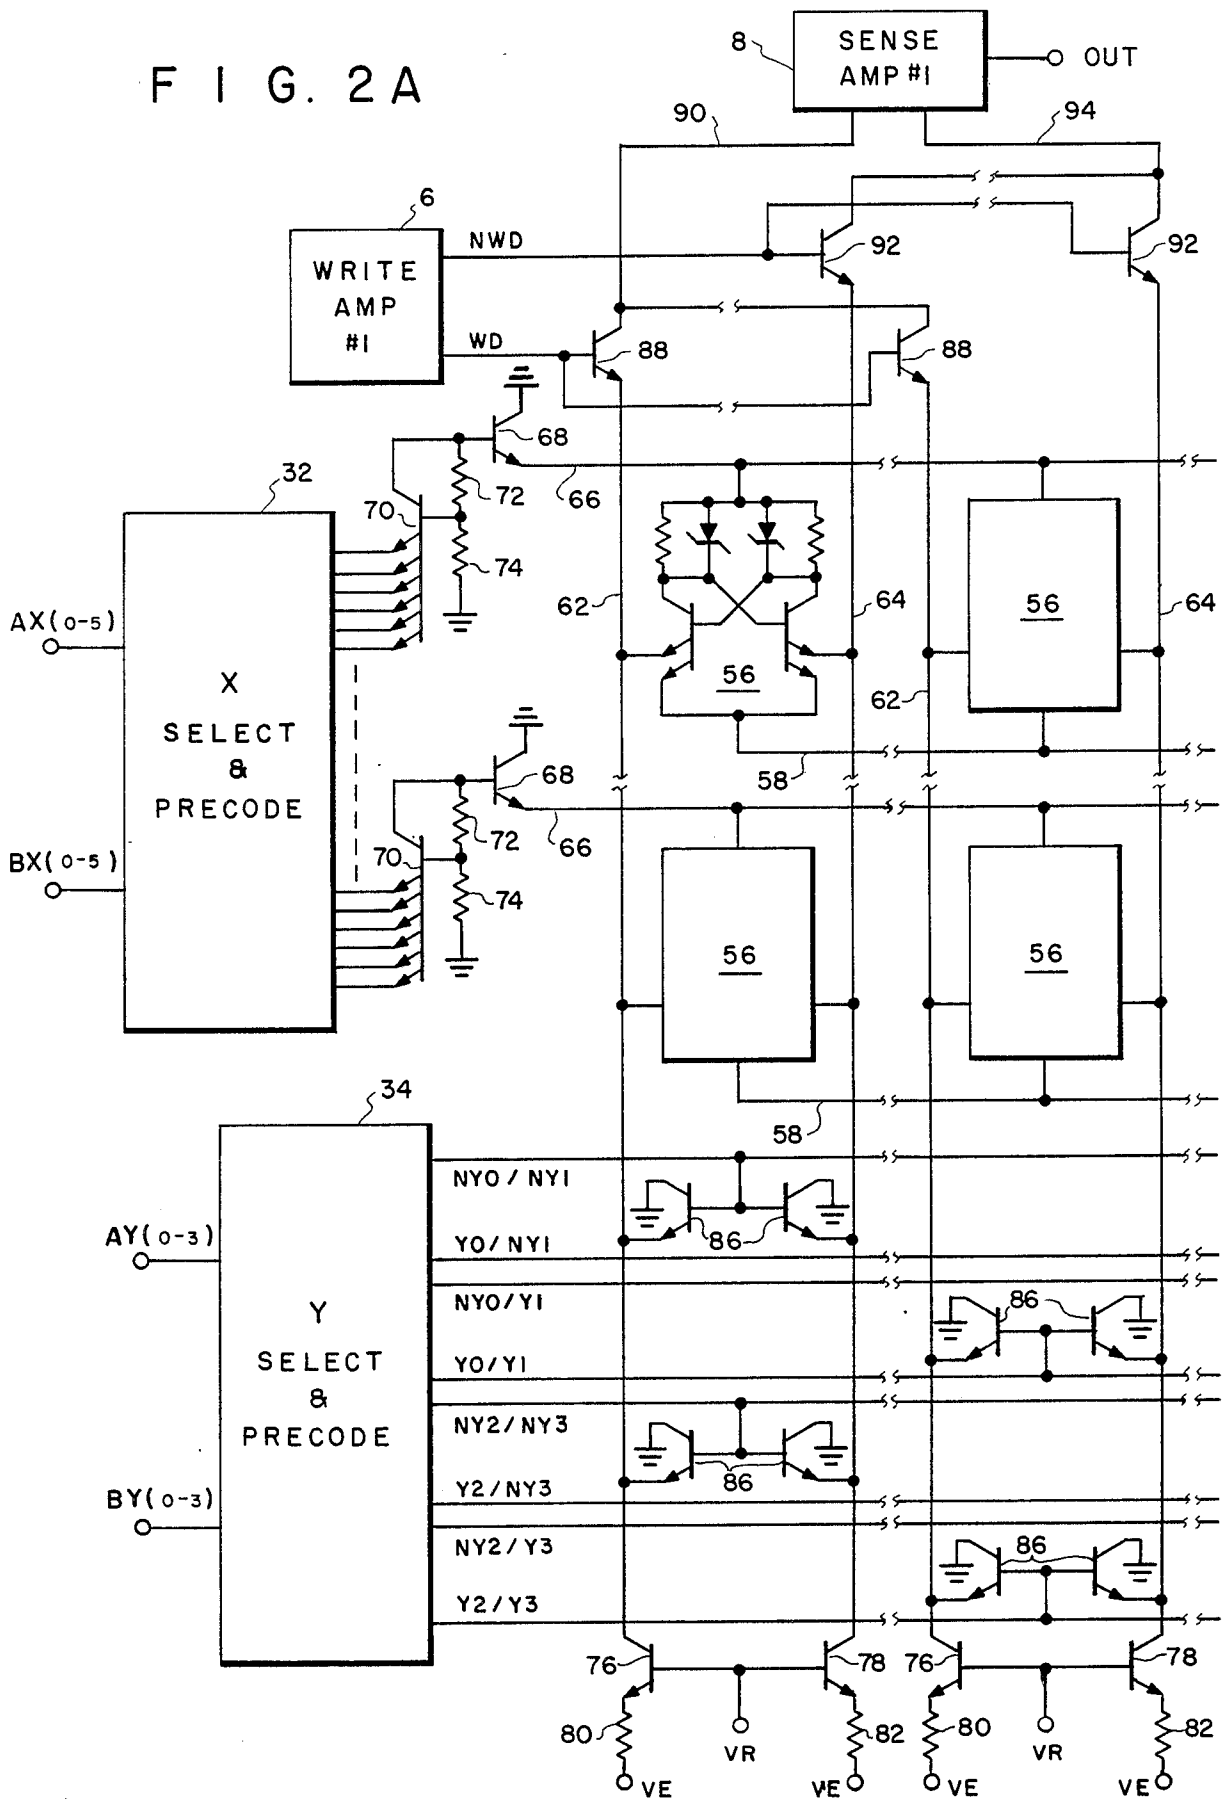 FIG. 2A
8
SENSE
AMP #1
OUT
90
94
6
WRITE
AMP
#1
NWD
WD
92
92
88
88
68
32
70
72
66
74
62
64
56
56
64
62
AX(0-5)
X
SELECT
&
PRECODE
BX(0-5)
58
68
72
66
70
74
56
56
34
58
NY0/NY1
86
AY(0-3)
Y0/NY1
NY0/Y1
86
Y
SELECT
&
PRECODE
Y0/Y1
NY2/NY3
86
BY(0-3)
Y2/NY3
NY2/Y3
86
Y2/Y3
76
78
76
78
80
82
80
82
VR
VR
VE
VE
VE
VE